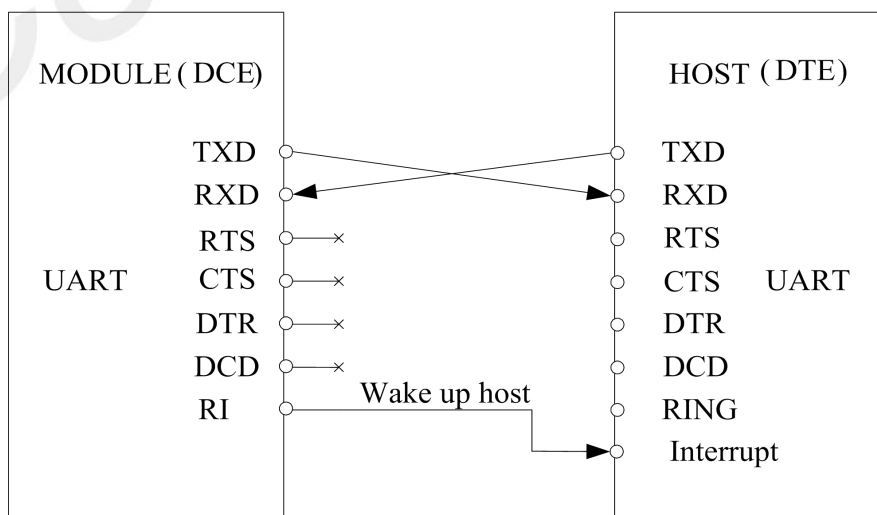 MODULE ( DCE )
HOST ( DTE )
TXD
TXD
RXD
RXD
RTS
RTS
UART
CTS
CTS
UART
DTR
DTR
DCD
DCD
Wake up host
RI
RING
Interrupt